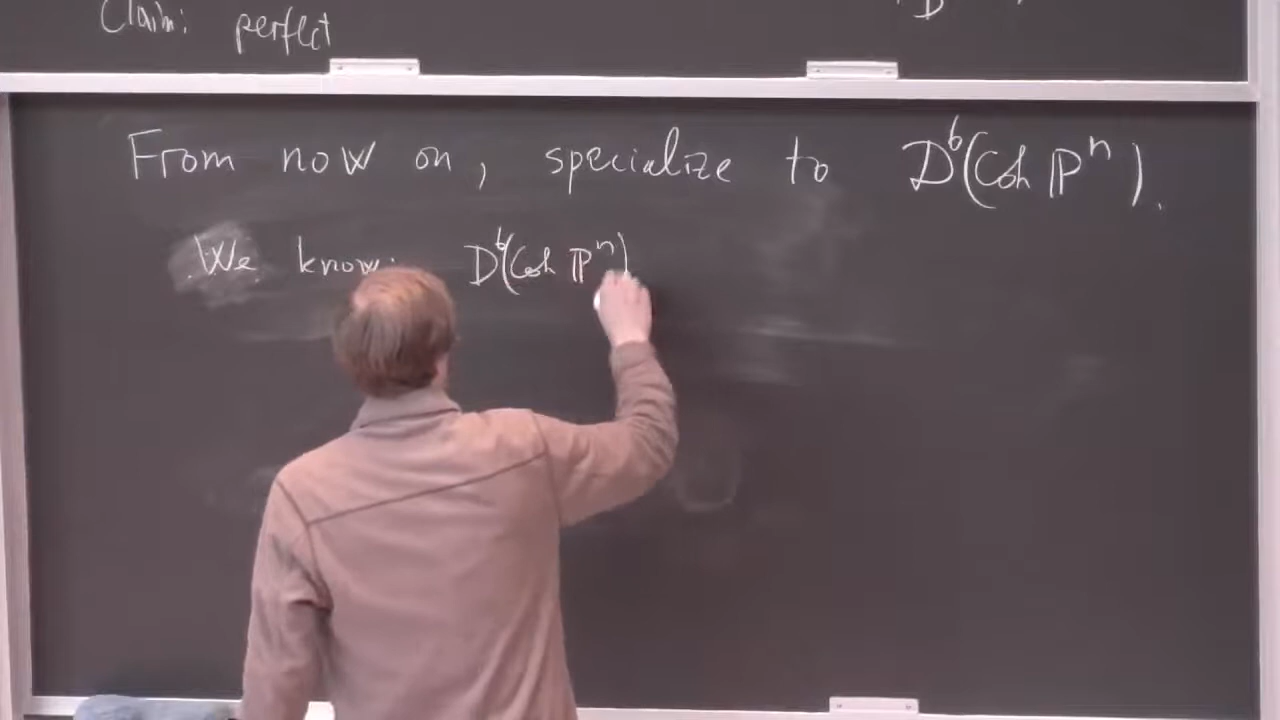 Claim: perfect
D
From now on, specialize to D^b(Coh ℙ^n).
We know: D^b(Coh ℙ^n)